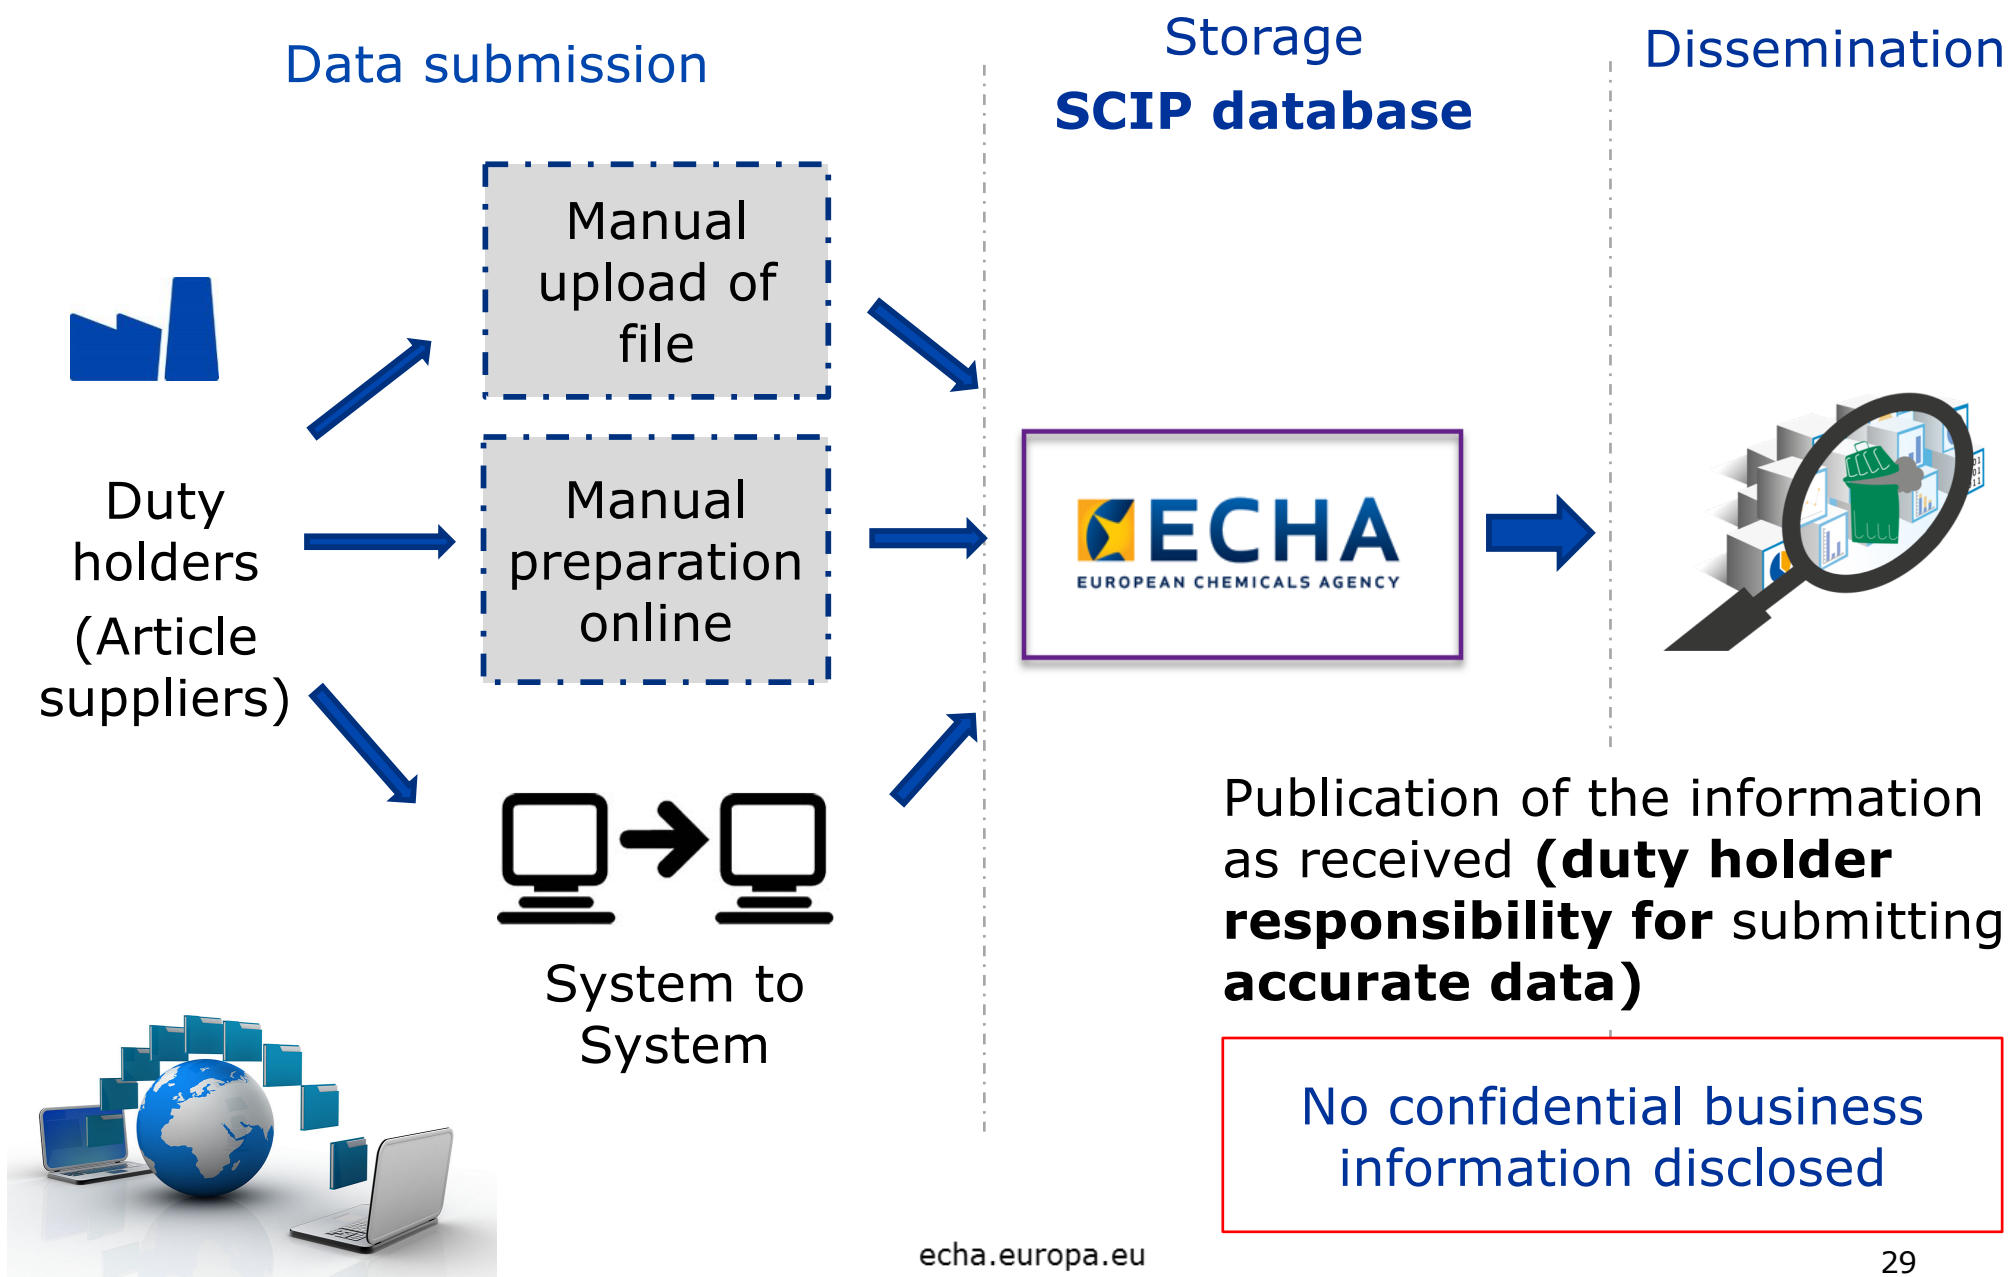 Data submission
Storage
SCIP database
Dissemination
Manual
upload of
file
Duty
holders
(Article
suppliers)
Manual
preparation
online
System to
System
ECHA
EUROPEAN CHEMICALS AGENCY
Publication of the information
as received (duty holder
responsibility for submitting
accurate data)
No confidential business
information disclosed
echa.europa.eu
29